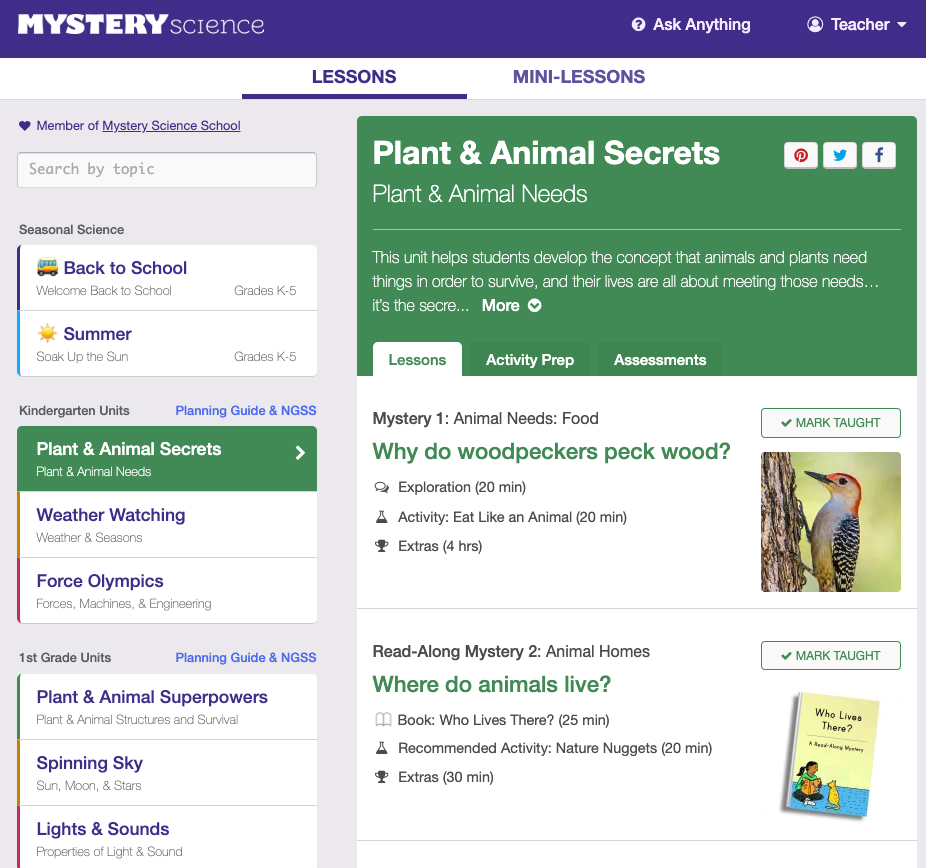 MYSTERYscience
Ask Anything
Teacher
LESSONS
MINI-LESSONS
Member of Mystery Science School
Search by topic
Seasonal Science
Back to School
Welcome Back to School Grades K-5
Summer
Soak Up the Sun Grades K-5
Kindergarten Units Planning Guide & NGSS
Plant & Animal Secrets
Plant & Animal Needs
Weather Watching
Weather & Seasons
Force Olympics
Forces, Machines, & Engineering
1st Grade Units Planning Guide & NGSS
Plant & Animal Superpowers
Plant & Animal Structures and Survival
Spinning Sky
Sun, Moon, & Stars
Lights & Sounds
Properties of Light & Sound
Plant & Animal Secrets
Plant & Animal Needs
This unit helps students develop the concept that animals and plants need
things in order to survive, and their lives are all about meeting those needs…
it's the secre... More
Lessons Activity Prep Assessments
Mystery 1: Animal Needs: Food
MARK TAUGHT
Why do woodpeckers peck wood?
Exploration (20 min)
Activity: Eat Like an Animal (20 min)
Extras (4 hrs)
Read-Along Mystery 2: Animal Homes
MARK TAUGHT
Where do animals live?
Book: Who Lives There? (25 min)
Recommended Activity: Nature Nuggets (20 min)
Extras (30 min)
Who Lives
There?
A Read-Along Mystery